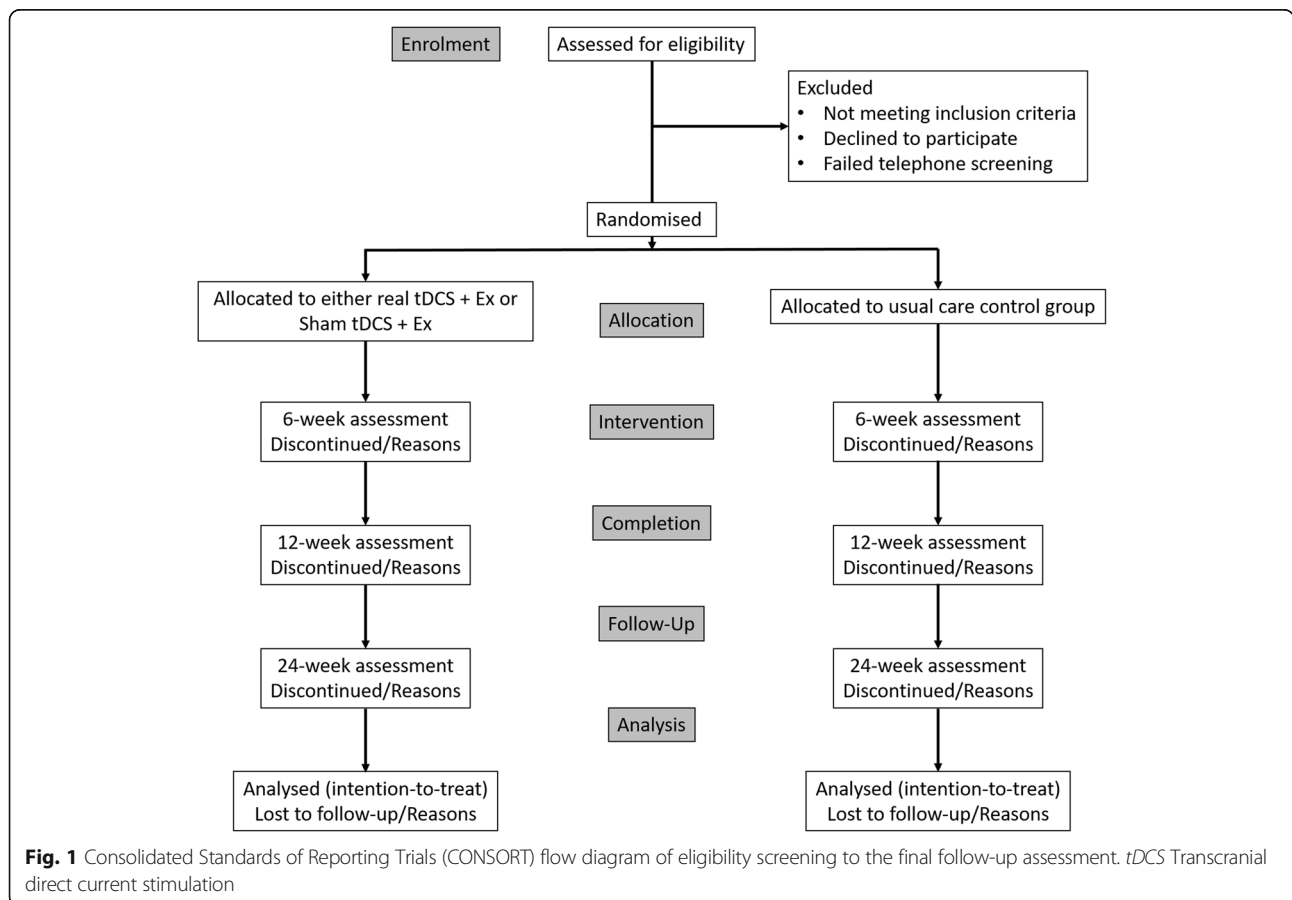 Enrolment
Assessed for eligibility
Excluded
• Not meeting inclusion criteria
• Declined to participate
• Failed telephone screening
Randomised
Allocated to either real tDCS + Ex or
Sham tDCS + Ex
Allocation
Allocated to usual care control group
6-week assessment
Discontinued/Reasons
Intervention
6-week assessment
Discontinued/Reasons
Completion
12-week assessment
Discontinued/Reasons
12-week assessment
Discontinued/Reasons
Follow-Up
24-week assessment
Discontinued/Reasons
24-week assessment
Discontinued/Reasons
Analysis
Analysed (intention-to-treat)
Lost to follow-up/Reasons
Analysed (intention-to-treat)
Lost to follow-up/Reasons
Fig. 1 Consolidated Standards of Reporting Trials (CONSORT) flow diagram of eligibility screening to the final follow-up assessment. tDCS Transcranial
direct current stimulation